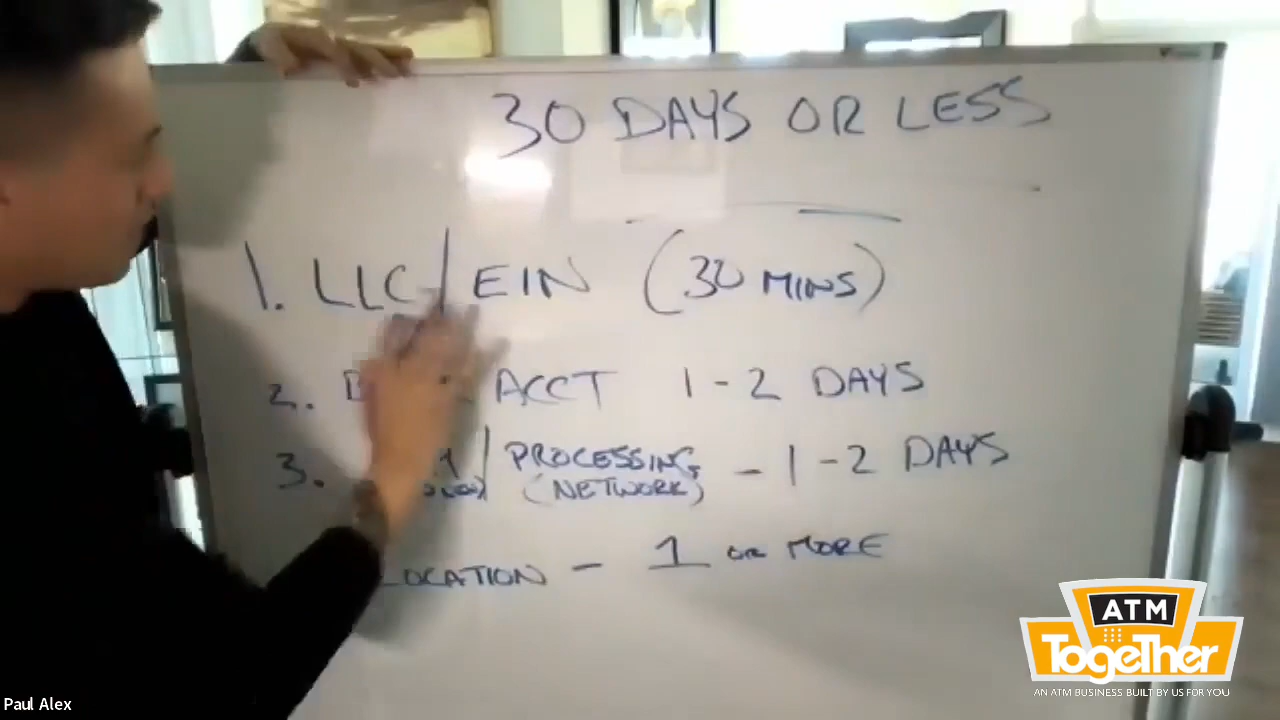 30 DAYS OR LESS
1. LLC/EIN (30 MINS)
2. ACCT 1-2 DAYS
3. / PROCESSING - 1-2 DAYS
(NETWORK)
LOCATION - 1 OR MORE
ATM
Together
AN ATM BUSINESS BUILT BY US FOR YOU
Paul Alex